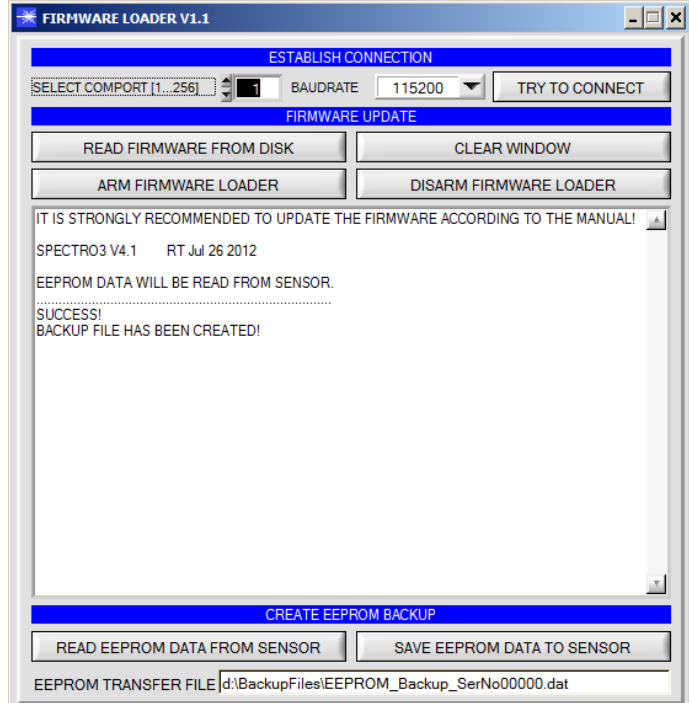 FIRMWARE LOADER V1.1
ESTABLISH CONNECTION
SELECT COMPORT [1...256] 1 BAUDRATE 115200 TRY TO CONNECT
FIRMWARE UPDATE
READ FIRMWARE FROM DISK CLEAR WINDOW
ARM FIRMWARE LOADER DISARM FIRMWARE LOADER
IT IS STRONGLY RECOMMENDED TO UPDATE THE FIRMWARE ACCORDING TO THE MANUAL!
SPECTRO3 V4.1 RT Jul 26 2012
EEPROM DATA WILL BE READ FROM SENSOR.
..........................................................................
SUCCESS!
BACKUP FILE HAS BEEN CREATED!
CREATE EEPROM BACKUP
READ EEPROM DATA FROM SENSOR SAVE EEPROM DATA TO SENSOR
EEPROM TRANSFER FILE d:\BackupFiles\EEPROM_Backup_SerNo00000.dat